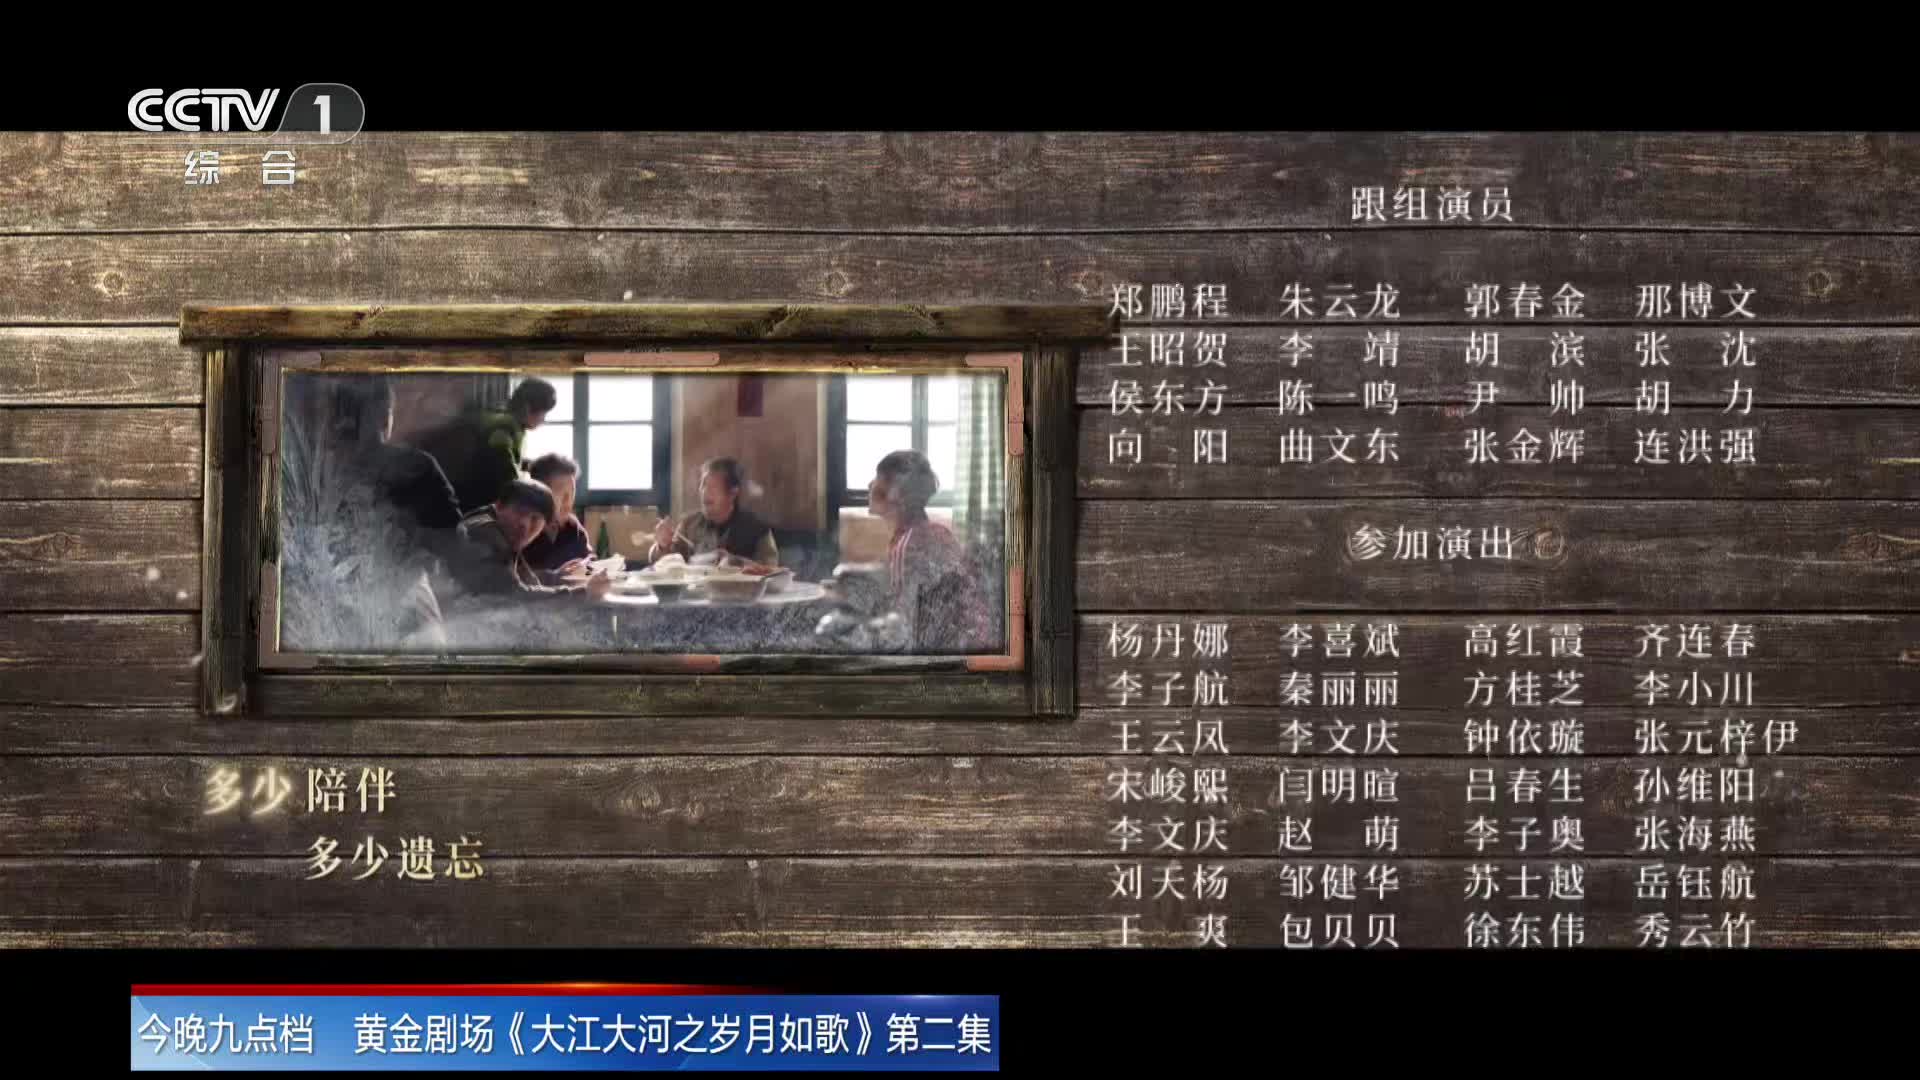 CCTV 1
综 合
跟组演员
郑鹏程 朱云龙 郭春金 那博文
王昭贺 李 靖 胡 滨 张 沈
侯东方 陈一鸣 尹 帅 胡 力
向 阳 曲文东 张金辉 连洪强
参加演出
杨丹娜 李喜斌 高红霞 齐连春
李子航 秦丽丽 方桂芝 李小川
王云凤 李文庆 钟依璇 张元梓伊
宋峻熙 闫明暄 吕春生 孙维阳
李文庆 赵 萌 李子奥 张海燕
刘天杨 邹健华 苏士越 岳钰航
王 爽 包贝贝 徐东伟 秀云竹
多少陪伴
多少遗忘
今晚九点档 黄金剧场《大江大河之岁月如歌》第二集